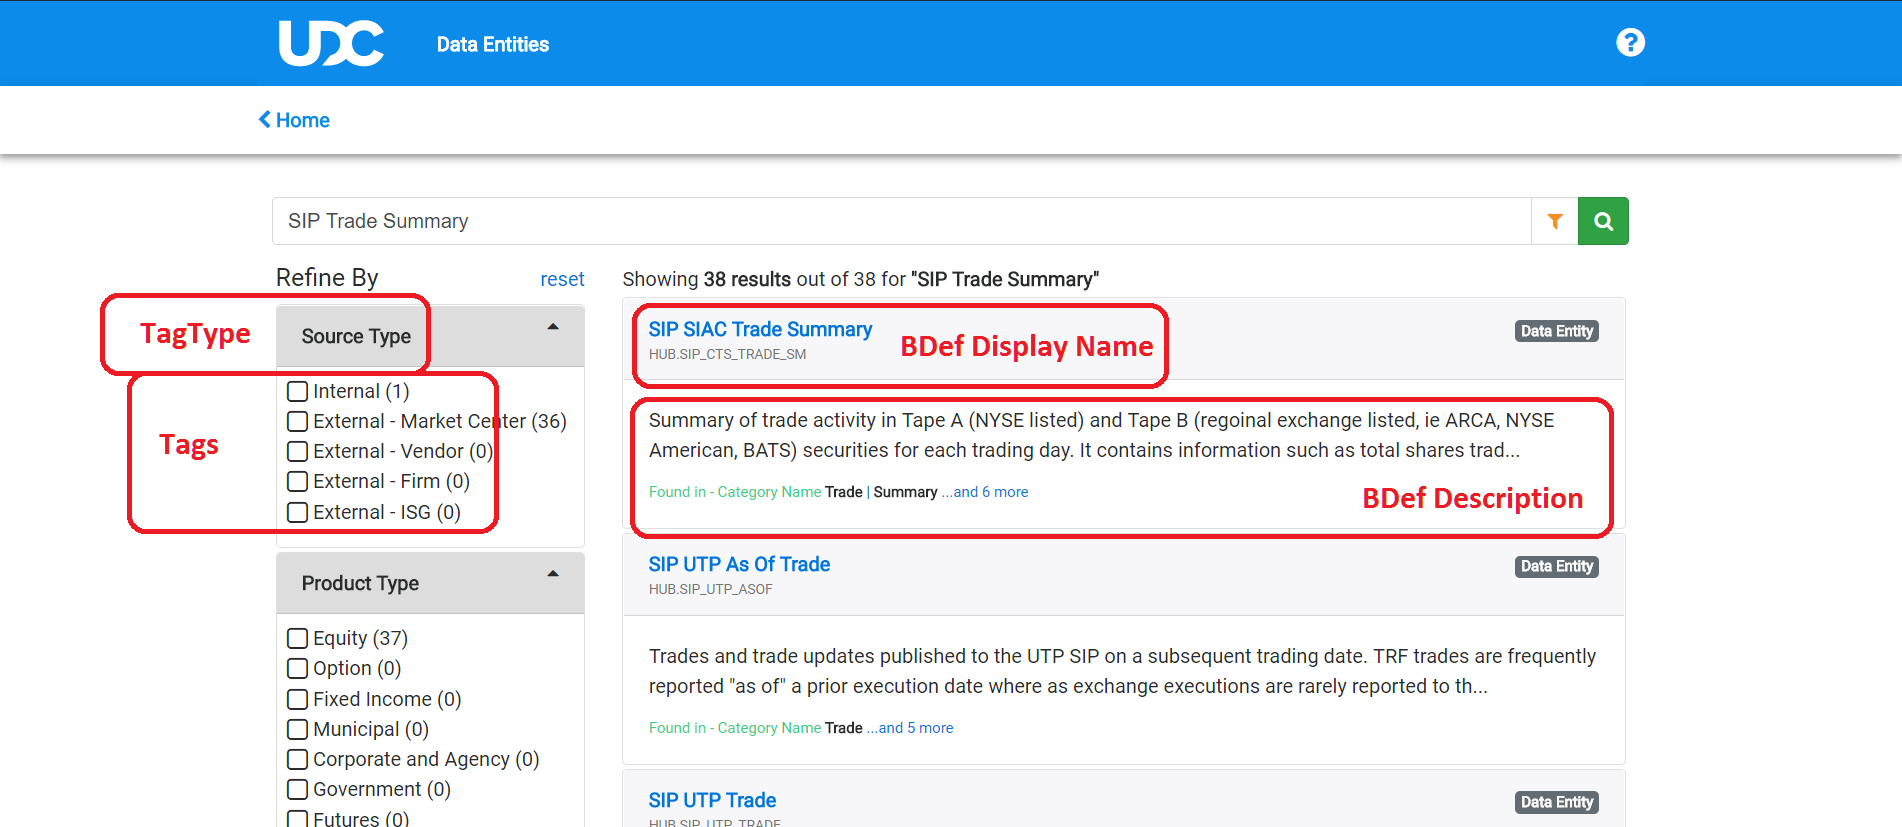 UDC Data Entities ?
Home
SIP Trade Summary
Refine By reset
TagType
Source Type
Tags
Internal (1)
External - Market Center (36)
External - Vendor (0)
External - Firm (0)
External - ISG (0)
Product Type
Equity (37)
Option (0)
Fixed Income (0)
Municipal (0)
Corporate and Agency (0)
Government (0)
Futures (0)
Showing 38 results out of 38 for "SIP Trade Summary"
SIP SIAC Trade Summary
HUB.SIP_CTS_TRADE_SM
BDef Display Name
Data Entity
Summary of trade activity in Tape A (NYSE listed) and Tape B (regoinal exchange listed, ie ARCA, NYSE
American, BATS) securities for each trading day. It contains information such as total shares trad...
Found in - Category Name Trade | Summary ...and 6 more
BDef Description
SIP UTP As Of Trade
HUB.SIP_UTP_ASOF
Data Entity
Trades and trade updates published to the UTP SIP on a subsequent trading date. TRF trades are frequently
reported "as of" a prior execution date where as exchange executions are rarely reported to th...
Found in - Category Name Trade ...and 5 more
SIP UTP Trade
HUB.SIP_UTP_TRADE
Data Entity